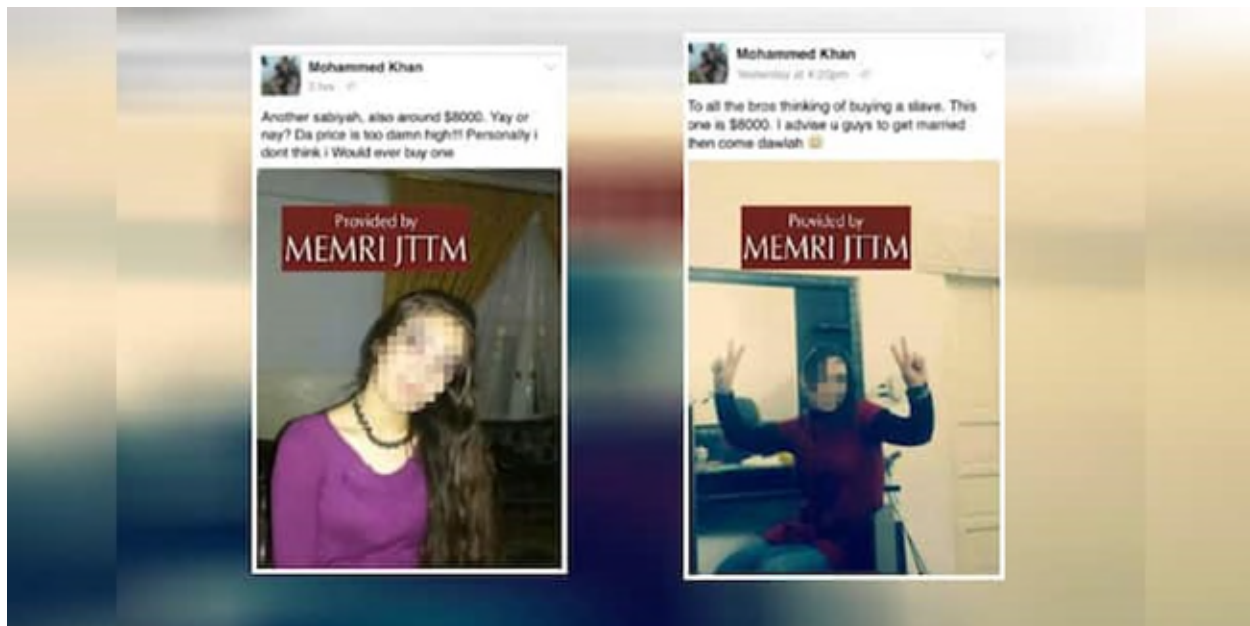 Mohammed Khan
Another sabiyah, also around $8000. Yay or
nay? Da price is too damn high!!! Personally i
dont think i Would ever buy one
Provided by
MEMRI JTTM
Mohammed Khan
Yesterday at 4:20pm
To all the bros thinking of buying a slave. This
one is $8000. I advise u guys to get married
then come dawlah
Provided by
MEMRI JTTM